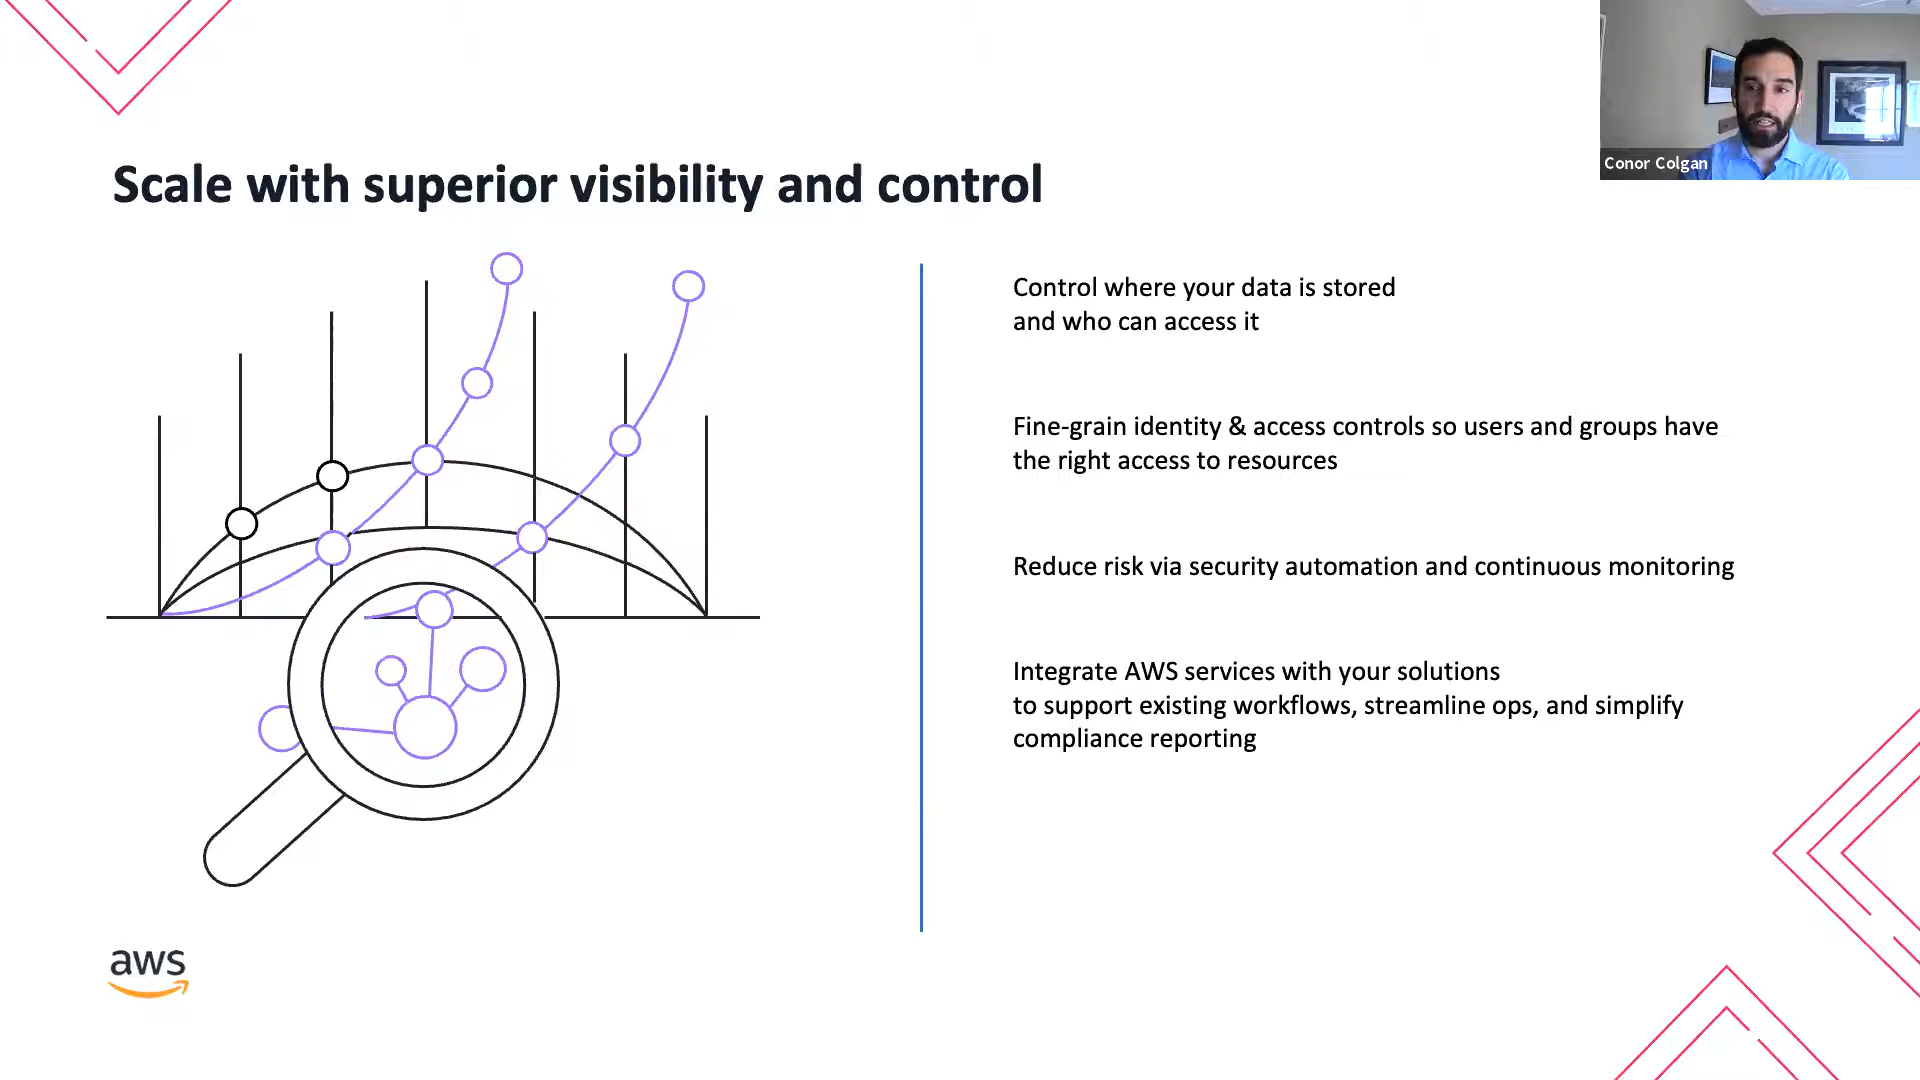 Conor Colgan
Scale with superior visibility and control
Control where your data is stored
and who can access it
Fine-grain identity & access controls so users and groups have
the right access to resources
Reduce risk via security automation and continuous monitoring
Integrate AWS services with your solutions
to support existing workflows, streamline ops, and simplify
compliance reporting
aws